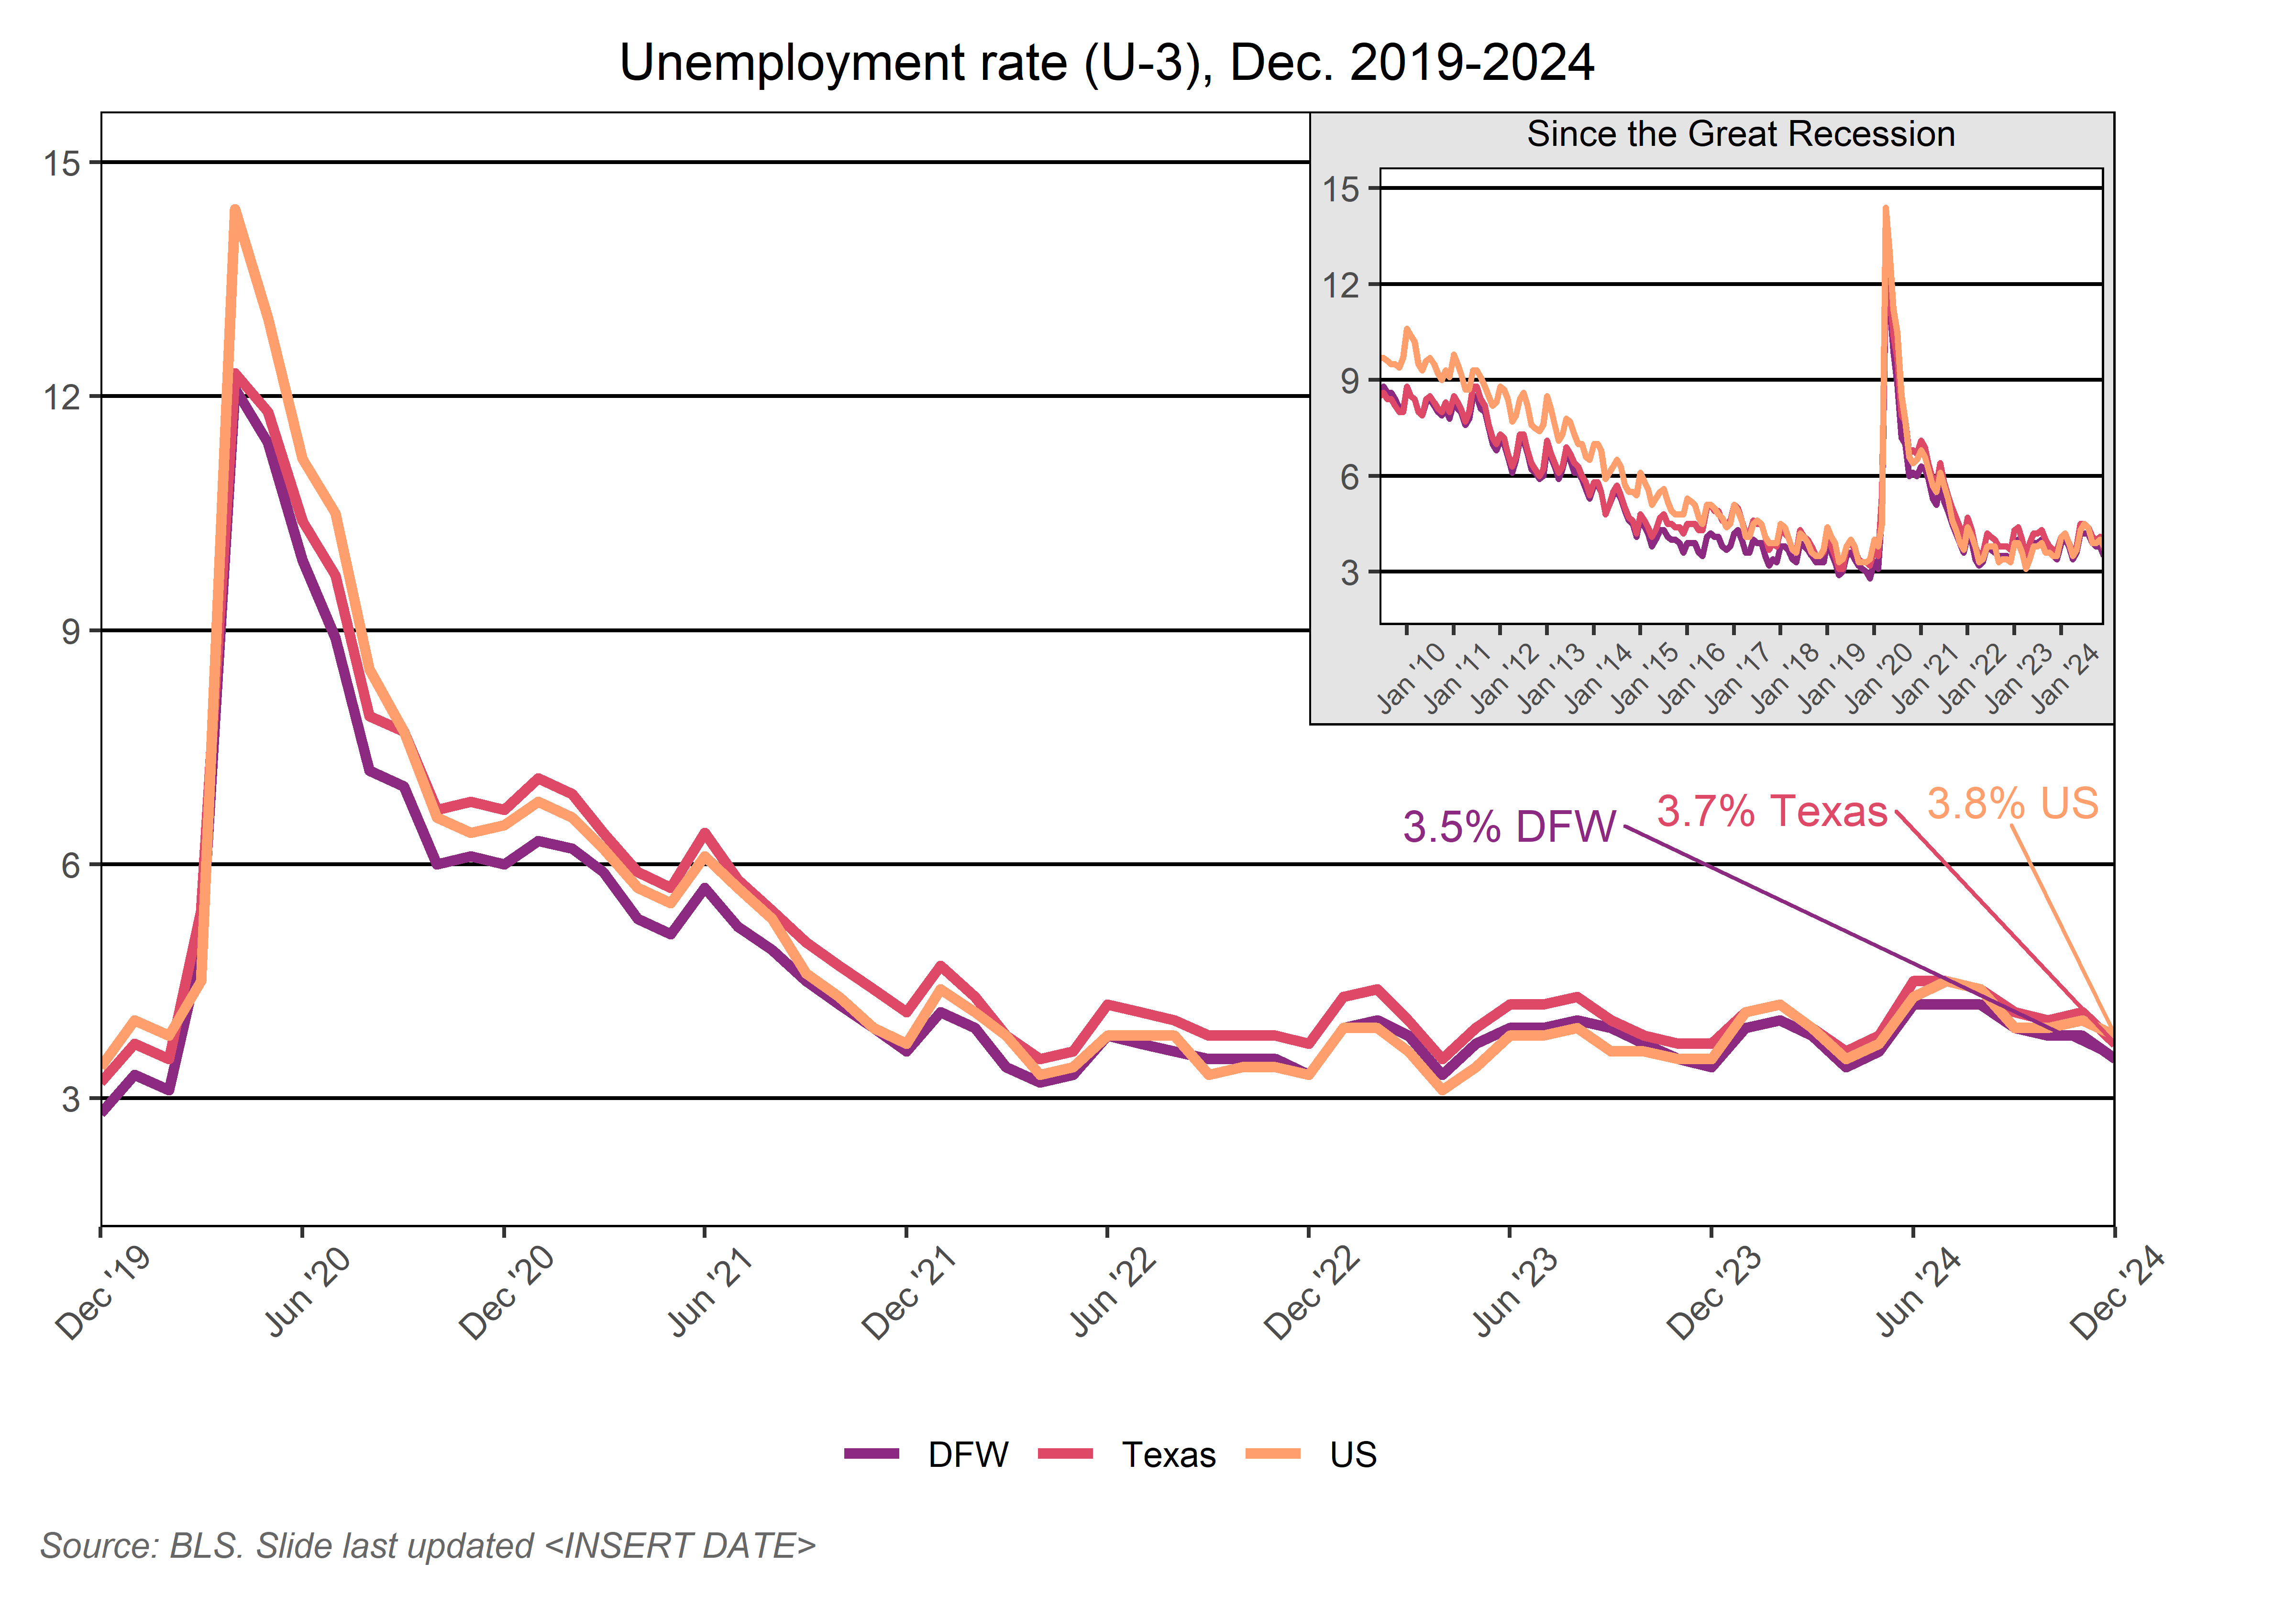 Unemployment rate (U-3), Dec. 2019-2024
Since the Great Recession
15
12
9
6
3
Jan '10 Jan '11 Jan '12 Jan '13 Jan '14 Jan '15 Jan '16 Jan '17 Jan '18 Jan '19 Jan '20 Jan '21 Jan '22 Jan '23 Jan '24
15
12
9
6
3
3.5% DFW 3.7% Texas 3.8% US
Dec '19 Jun '20 Dec '20 Jun '21 Dec '21 Jun '22 Dec '22 Jun '23 Dec '23 Jun '24 Dec '24
DFW Texas US
Source: BLS. Slide last updated <INSERT DATE>